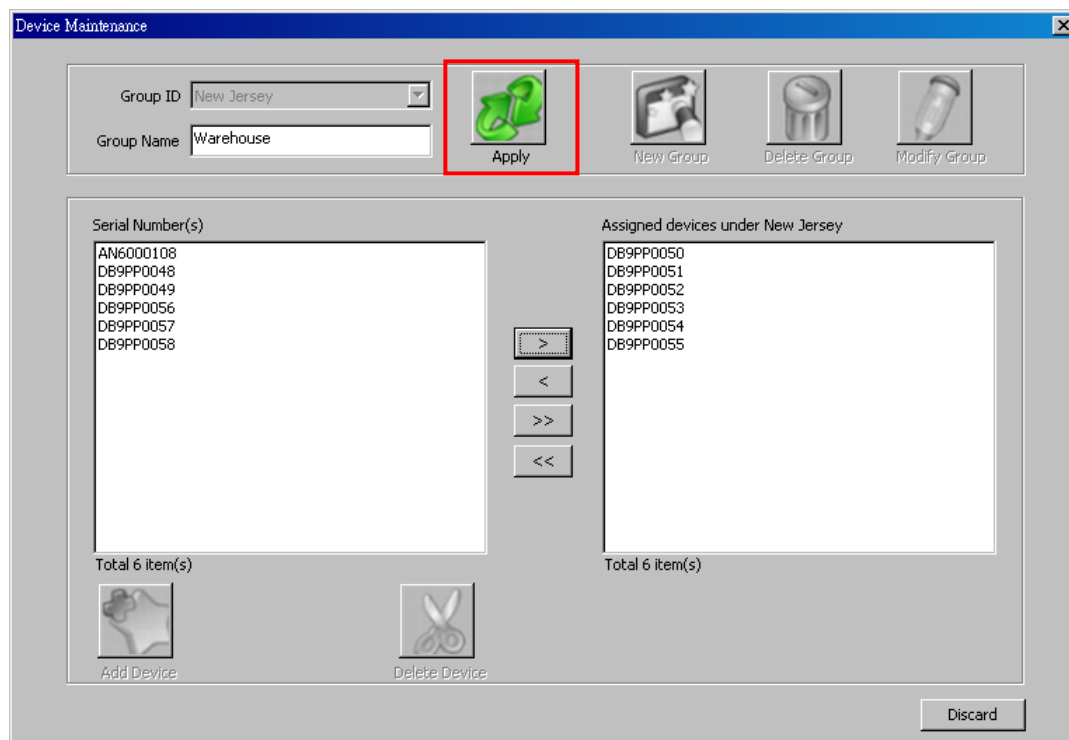 Device Maintenance
Group ID New Jersey
Group Name Warehouse
Apply
New Group
Delete Group
Modify Group
Serial Number(s)
AN6000108
DB9PP0048
DB9PP0049
DB9PP0056
DB9PP0057
DB9PP0058
Total 6 item(s)
>
<
>>
<<
Assigned devices under New Jersey
DB9PP0050
DB9PP0051
DB9PP0052
DB9PP0053
DB9PP0054
DB9PP0055
Total 6 item(s)
Add Device
Delete Device
Discard